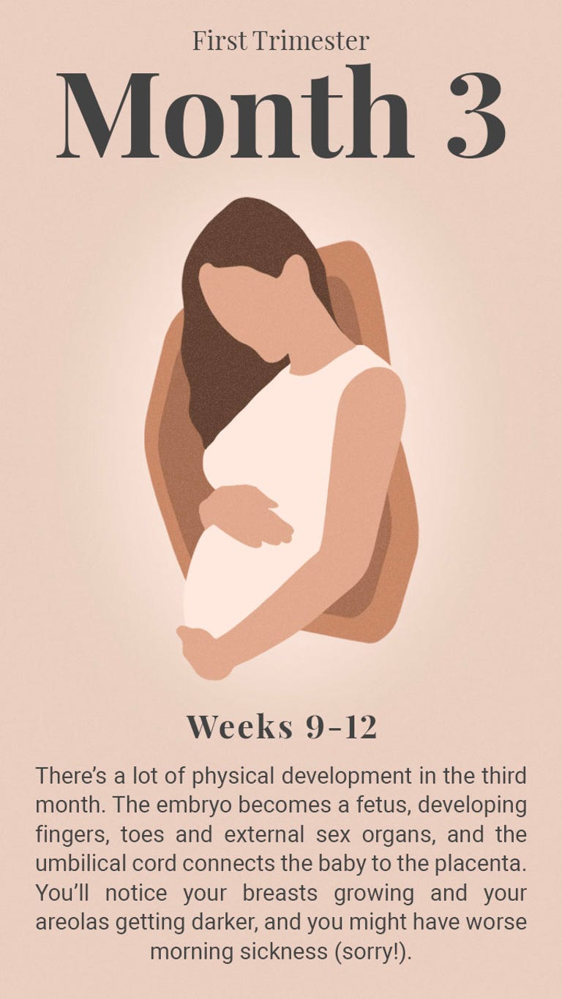 First Trimester
Month 3
Weeks 9-12
There's a lot of physical development in the third
month. The embryo becomes a fetus, developing
fingers, toes and external sex organs, and the
umbilical cord connects the baby to the placenta.
You'll notice your breasts growing and your
areolas getting darker, and you might have worse
morning sickness (sorry!).